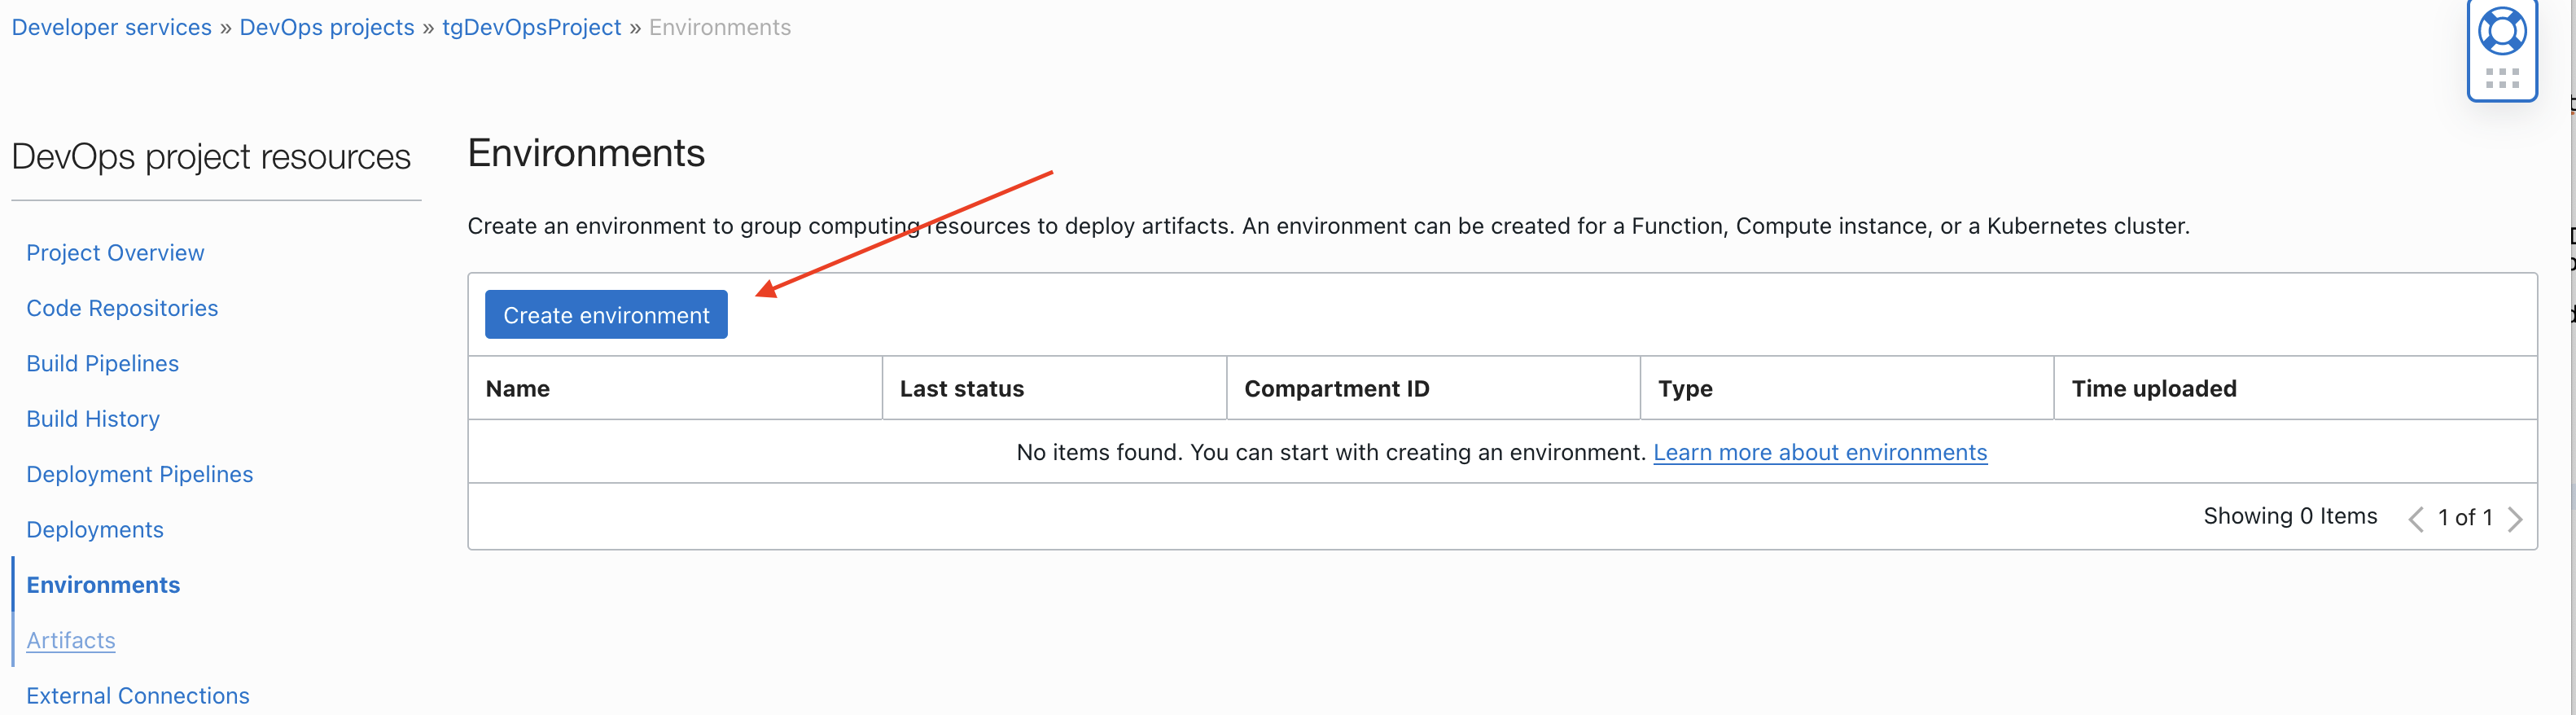 Developer services » DevOps projects » tgDevOpsProject » Environments
DevOps project resources
Project Overview
Code Repositories
Build Pipelines
Build History
Deployment Pipelines
Deployments
Environments
Artifacts
External Connections
Environments
Create an environment to group computing resources to deploy artifacts. An environment can be created for a Function, Compute instance, or a Kubernetes cluster.
Create environment
Name Last status Compartment ID Type Time uploaded
No items found. You can start with creating an environment. Learn more about environments
Showing 0 Items 1 of 1